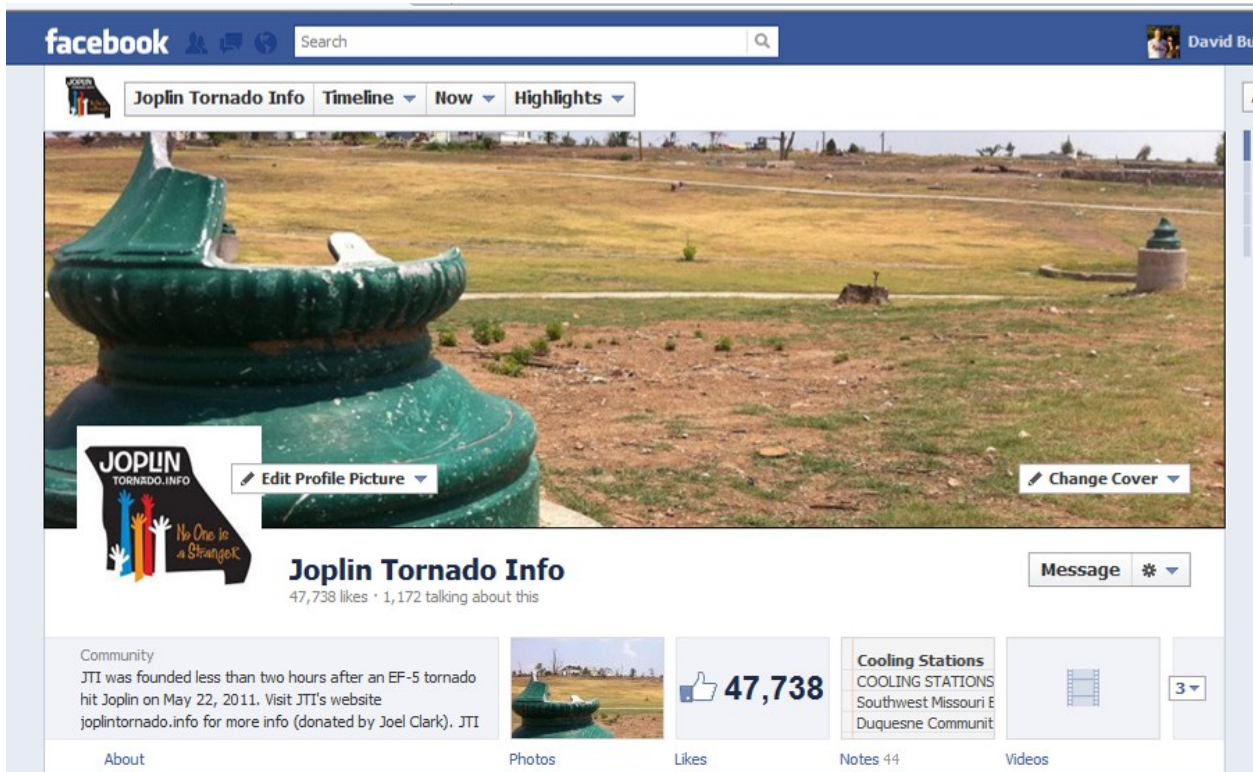 facebook
Search
David Bu
JOPLIN
Joplin Tornado Info
Timeline
Now
Highlights
JOPLIN
TORNADO.INFO
No One is
a Stranger
Edit Profile Picture
Change Cover
Joplin Tornado Info
47,738 likes · 1,172 talking about this
Message
Community
JTI was founded less than two hours after an EF-5 tornado
hit Joplin on May 22, 2011. Visit JTI's website
joplintornado.info for more info (donated by Joel Clark). JTI
47,738
Cooling Stations
COOLING STATIONS
Southwest Missouri
Duquesne Communit
3
About
Photos
Likes
Notes 44
Videos